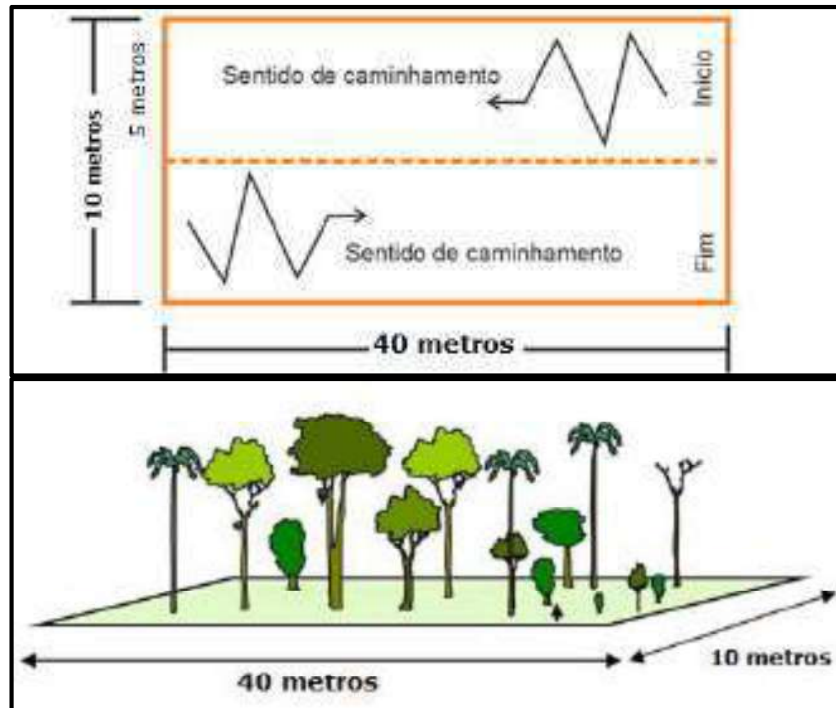 Sentido de caminhamento
Início
5 metros
10 metros
Sentido de caminhamento
Fim
40 metros
40 metros
10 metros